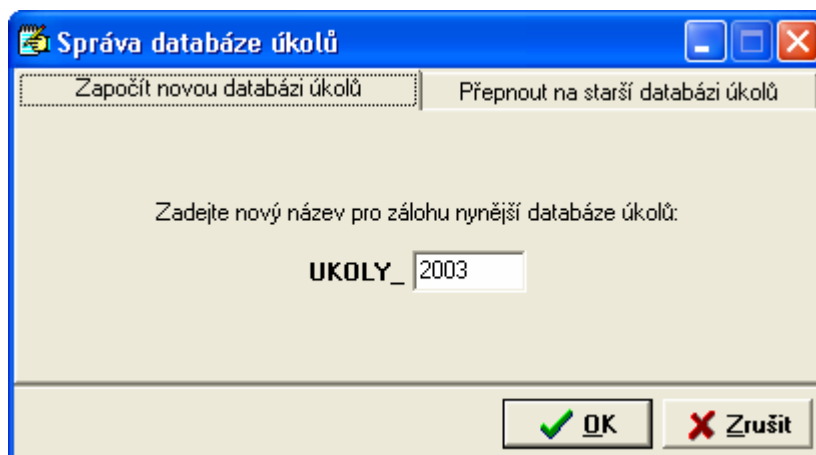 Správa databáze úkolů
Započít novou databázi úkolů
Přepnout na starší databázi úkolů
Zadejte nový název pro zálohu nynější databáze úkolů:
UKOLY_ 2003
OK
Zrušit